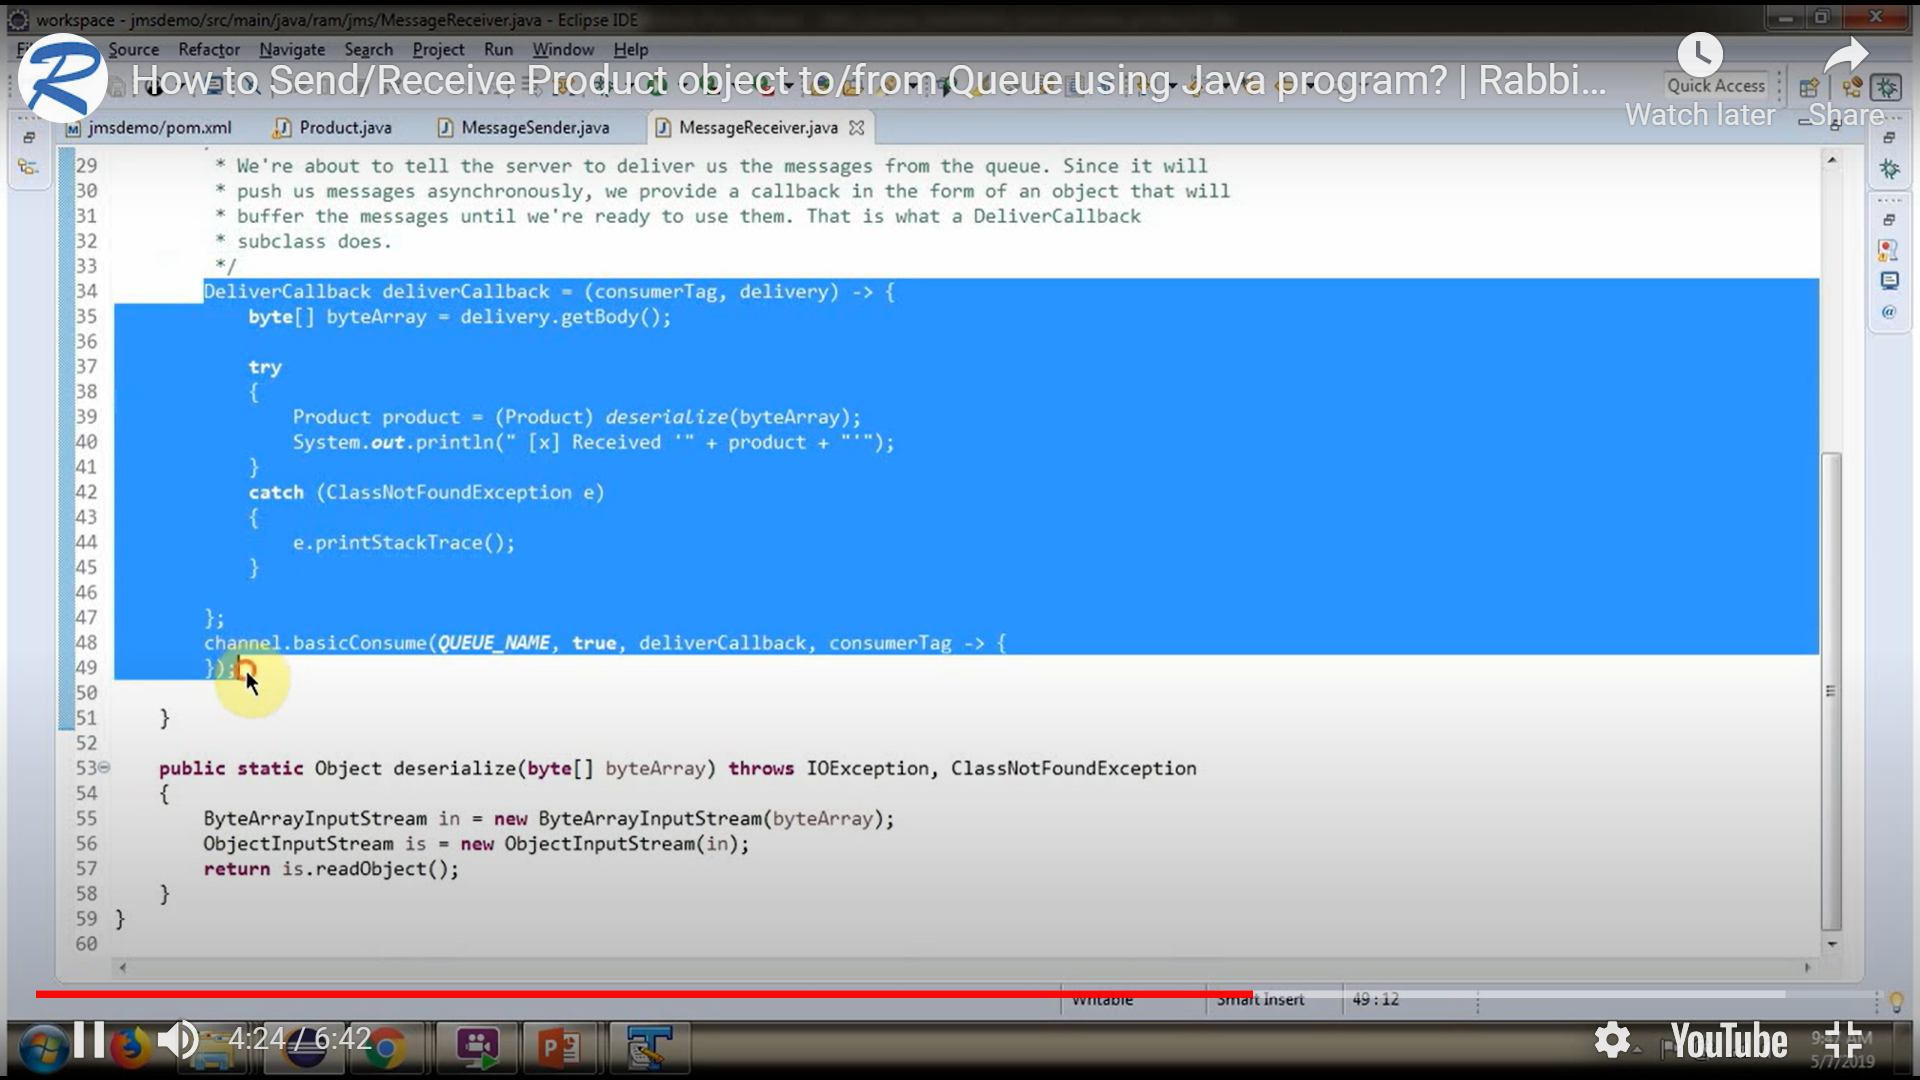 workspace - jmsdemo/src/main/java/ram/jms/MessageReceiver.java - Eclipse IDE
Source Refactor Navigate Search Project Run Window Help
R
How to Send/Receive Product object to/from Queue using Java program? | Rabbi...
Quick Access
Watch later
Share
jmsdemo/pom.xml Product.java MessageSender.java MessageReceiver.java
29 * We're about to tell the server to deliver us the messages from the queue. Since it will
30 * push us messages asynchronously, we provide a callback in the form of an object that will
31 * buffer the messages until we're ready to use them. That is what a DeliverCallback
32 * subclass does.
33 */
34 DeliverCallback deliverCallback = (consumerTag, delivery) -> {
35 byte[] byteArray = delivery.getBody();
36
37 try
38 {
39 Product product = (Product) deserialize(byteArray);
40 System.out.println(" [x] Received '" + product + "'");
41 }
42 catch (ClassNotFoundException e)
43 {
44 e.printStackTrace();
45 }
46
47 };
48 channel.basicConsume(QUEUE_NAME, true, deliverCallback, consumerTag -> {
49 });
50
51 }
52
53 public static Object deserialize(byte[] byteArray) throws IOException, ClassNotFoundException
54 {
55 ByteArrayInputStream in = new ByteArrayInputStream(byteArray);
56 ObjectInputStream is = new ObjectInputStream(in);
57 return is.readObject();
58 }
59 }
60
Writable Smart Insert 49 : 12
4:24 / 6:42
YouTube
9:47 AM
5/7/2019